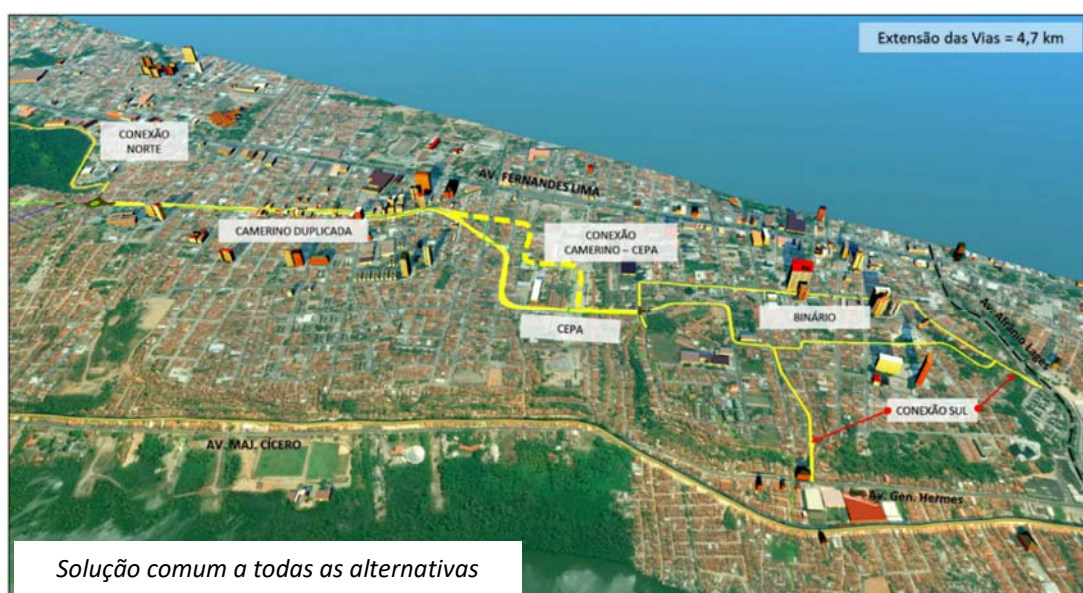 Extensão das Vias = 4,7 km
CONEXÃO
NORTE
AV. FERNANDES LIMA
CAMERINO DUPLICADA
CONEXÃO
CAMERINO – CEPA
CEPA
BINÁRIO
Av. Afrânio Lages
CONEXÃO SUL
AV. MAJ. CÍCERO
Av. Gen. Hermes
Solução comum a todas as alternativas